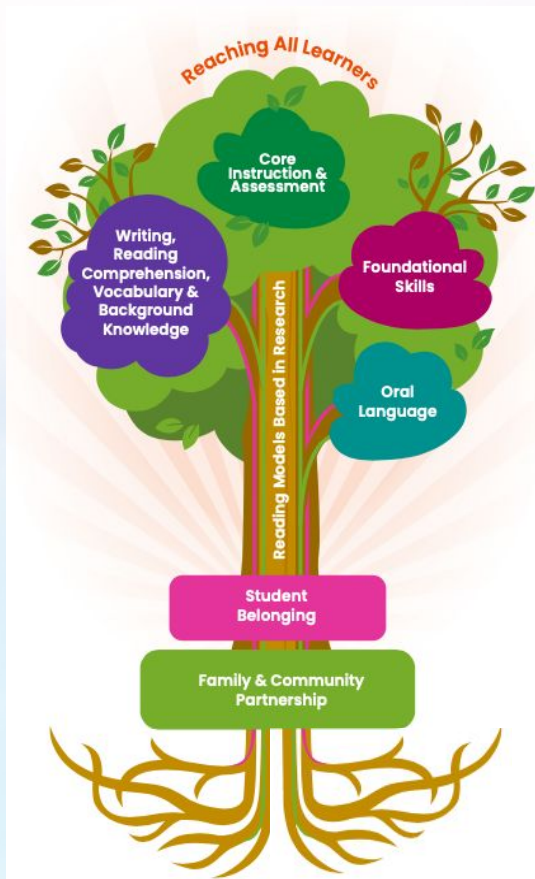 Reaching All Learners
Core
Instruction &
Assessment
Writing,
Reading
Comprehension,
Vocabulary &
Background
Knowledge
Foundational
Skills
Oral
Language
Reading Models Based in Research
Student
Belonging
Family & Community
Partnership